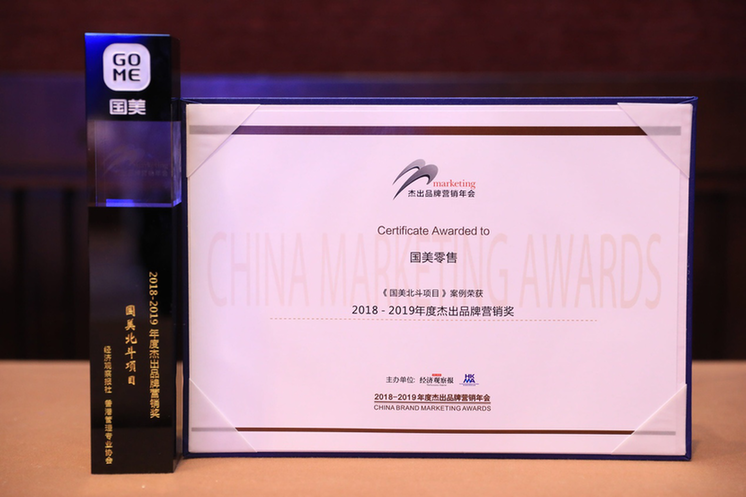 GO
ME
国美
2018-2019 年度杰出品牌营销奖
国美北斗项目
经济观察报社 香港管理专业协会
marketing
杰出品牌营销年会
Certificate Awarded to
CHINA MARKETING AWARDS
国美零售
《 国美北斗项目 》案例荣获
2018 - 2019年度杰出品牌营销奖
主办单位: 经济观察报 HKMA
2018-2019年度杰出品牌营销年会
CHINA BRAND MARKETING AWARDS